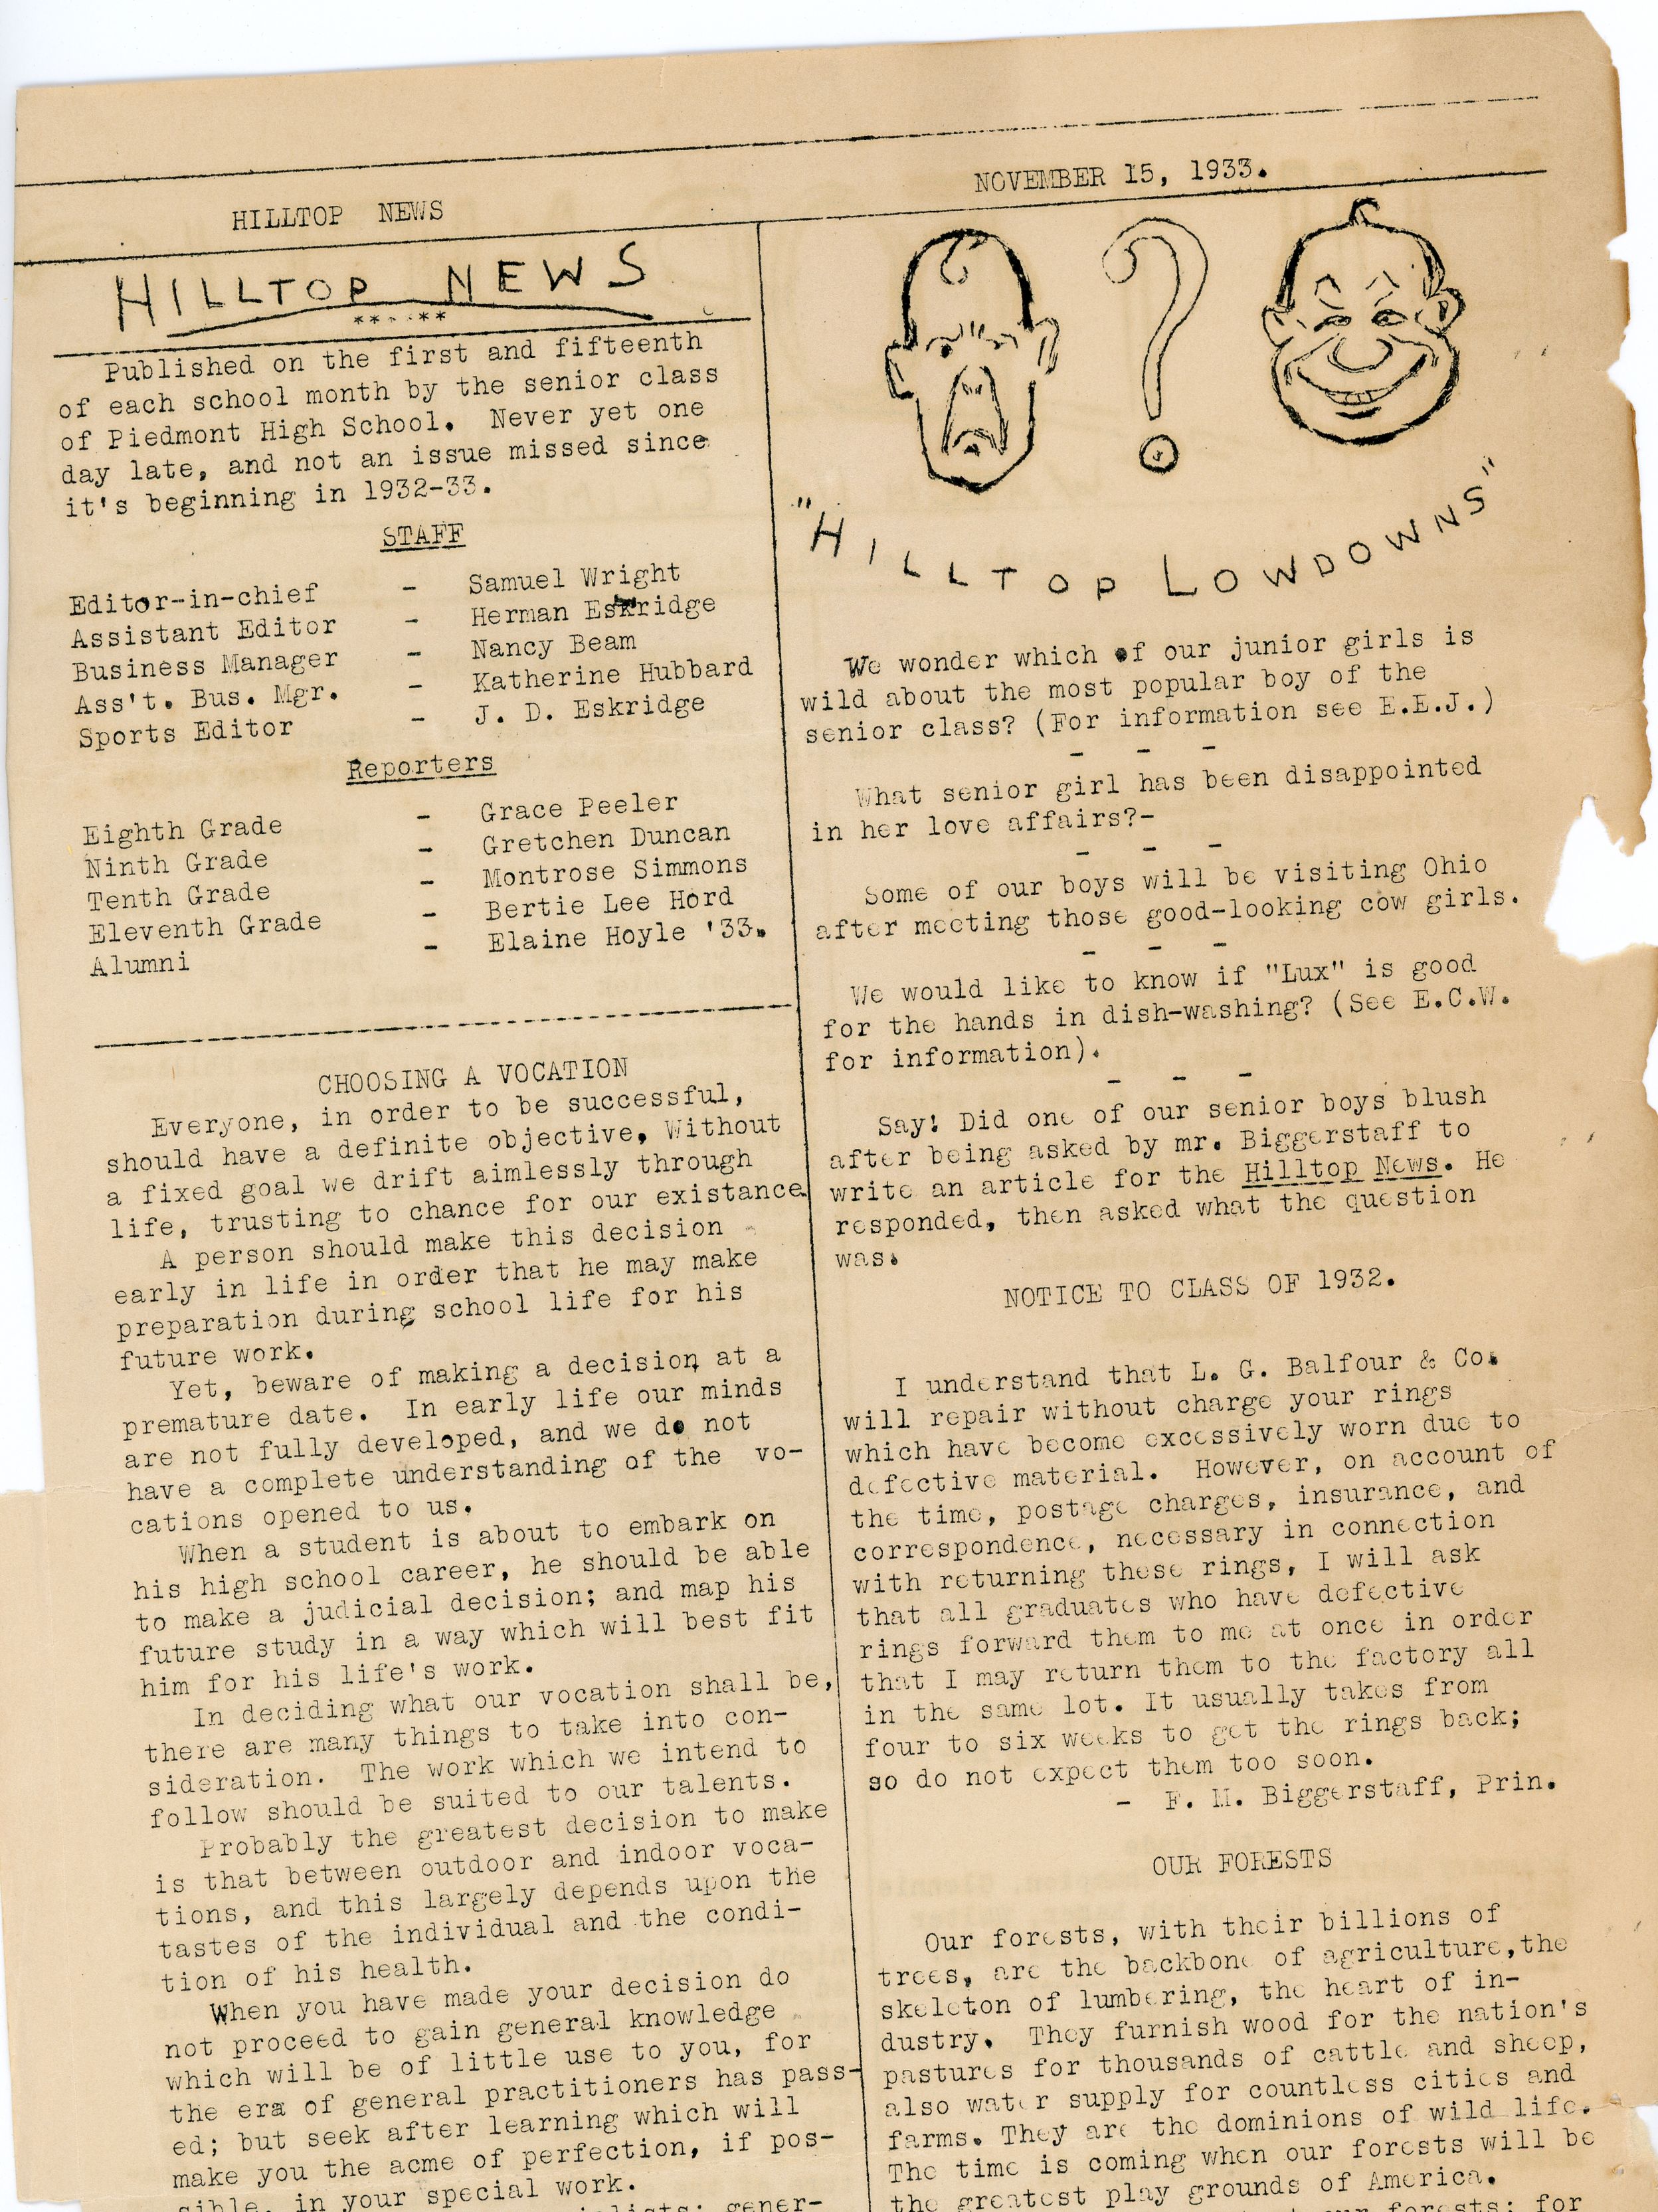 HILLTOP NEWS
NOVEMBER 15, 1933.
HILLTOP NEWS
*****
Published on the first and fifteenth
of each school month by the senior class
of Piedmont High School. Never yet one
day late, and not an issue missed since
it's beginning in 1932-33.
STAFF
Editor-in-chief - Samuel Wright
Assistant Editor - Herman Eskridge
Business Manager - Nancy Beam
Ass't. Bus. Mgr. - Katherine Hubbard
Sports Editor - J. D. Eskridge
Reporters
Eighth Grade - Grace Peeler
Ninth Grade - Gretchen Duncan
Tenth Grade - Montrose Simmons
Eleventh Grade - Bertie Lee Hord
Alumni - Elaine Hoyle '33.
CHOOSING A VOCATION
Everyone, in order to be successful,
should have a definite objective, Without
a fixed goal we drift aimlessly through
life, trusting to chance for our existance.
A person should make this decision
early in life in order that he may make
preparation during school life for his
future work.
Yet, beware of making a decision at a
premature date. In early life our minds
are not fully developed, and we do not
have a complete understanding of the vo-
cations opened to us.
When a student is about to embark on
his high school career, he should be able
to make a judicial decision; and map his
future study in a way which will best fit
him for his life's work.
In deciding what our vocation shall be,
there are many things to take into con-
sideration. The work which we intend to
follow should be suited to our talents.
Probably the greatest decision to make
is that between outdoor and indoor voca-
tions, and this largely depends upon the
tastes of the individual and the condi-
tion of his health.
When you have made your decision do
not proceed to gain general knowledge
which will be of little use to you, for
the era of general practitioners has pass-
ed; but seek after learning which will
make you the acme of perfection, if pos-
sible, in your special work.
gener-
"HILLTOP LOWDOWNS"
We wonder which of our junior girls is
wild about the most popular boy of the
senior class? (For information see E.E.J.)
- - -
What senior girl has been disappointed
in her love affairs?-
- - -
Some of our boys will be visiting Ohio
after meeting those good-looking cow girls.
- - -
We would like to know if "Lux" is good
for the hands in dish-washing? (See E.C.W.
for information).
- - -
Say! Did one of our senior boys blush
after being asked by mr. Biggerstaff to
write an article for the Hilltop News. He
responded, then asked what the question
was.
NOTICE TO CLASS OF 1932.
I understand that L. G. Balfour & Co.
will repair without charge your rings
which have become excessively worn due to
defective material. However, on account of
the time, postage charges, insurance, and
correspondence, necessary in connection
with returning these rings, I will ask
that all graduates who have defective
rings forward them to me at once in order
that I may return them to the factory all
in the same lot. It usually takes from
four to six weeks to get the rings back;
so do not expect them too soon.
- F. M. Biggerstaff, Prin.
OUR FORESTS
Our forests, with their billions of
trees, are the backbone of agriculture,the
skeleton of lumbering, the heart of in-
dustry. They furnish wood for the nation's
pastures for thousands of cattle and sheep,
also water supply for countless cities and
farms. They are the dominions of wild life.
The time is coming when our forests will be
the greatest play grounds of America.
our forests; for